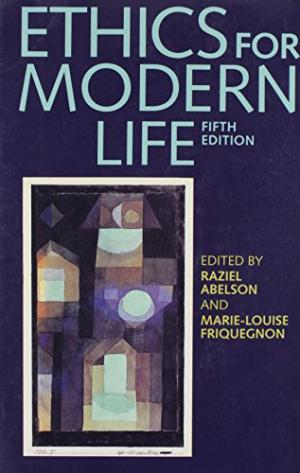 ETHICS FOR
MODERN
LIFE
FIFTH
EDITION
EDITED BY
RAZIEL
ABELSON
AND
MARIE-LOUISE
FRIQUEGNON